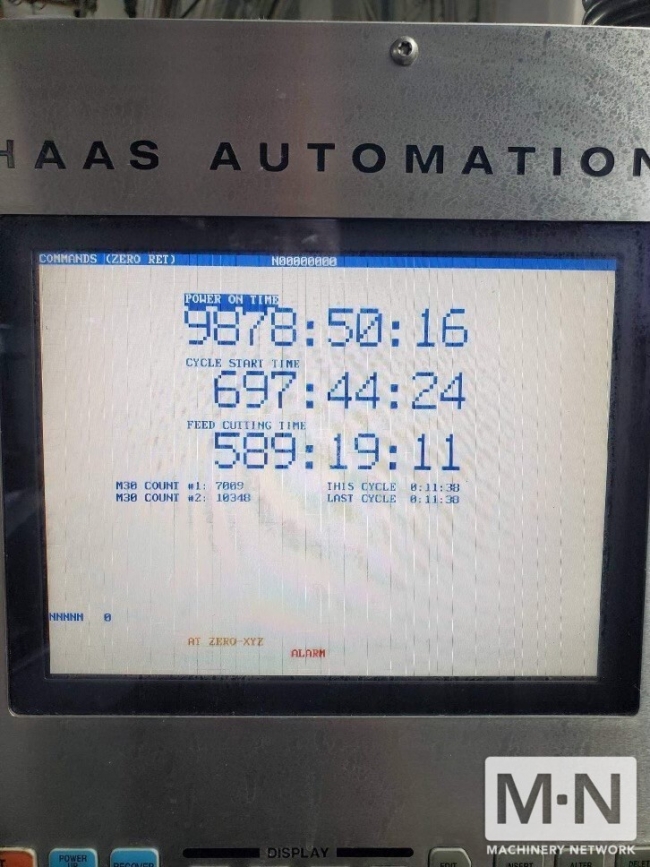 HAAS AUTOMATION
COMMANDS (ZERO RET) N00000000
POWER ON TIME
9878:50:16
CYCLE START TIME
697:44:24
FEED CUTTING TIME
589:19:11
M30 COUNT #1: 7009 THIS CYCLE 0:11:38
M30 COUNT #2: 10348 LAST CYCLE 0:11:38
NNNNN 0
AT ZERO-XYZ
ALARM
M·N
MACHINERY NETWORK
DISPLAY
POWER UP
RECOVER
EDIT
INSERT
ALTER